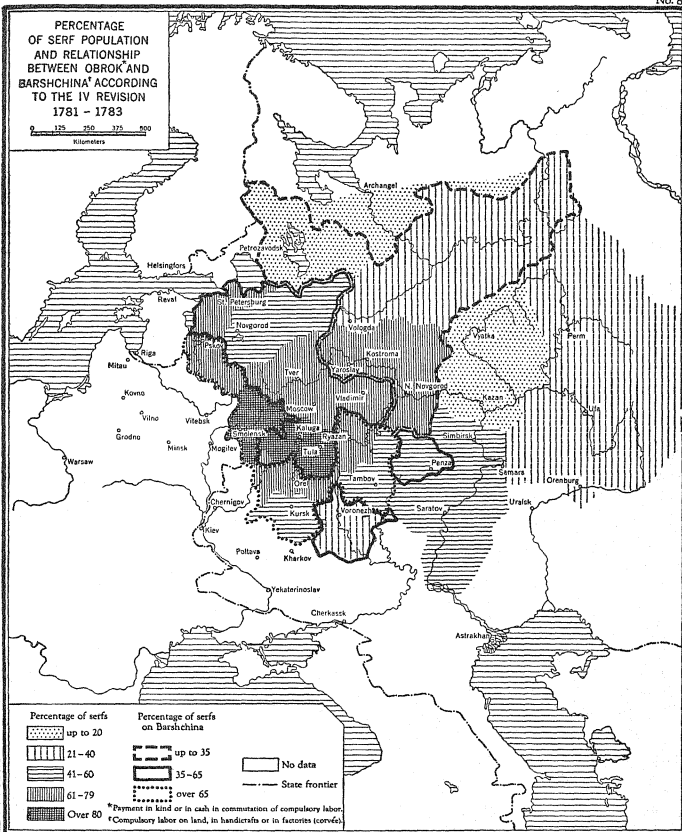 No. 8
PERCENTAGE
OF SERF POPULATION
AND RELATIONSHIP
BETWEEN OBROK* AND
BARSHCHINA† ACCORDING
TO THE IV REVISION
1781 - 1783
0 125 250 375 500
Kilometers
Archangel
Petrozavodsk
Helsingfors
Reval
St. Petersburg
Novgorod
Vologda
Vyatka
Perm
Pskov
Kostroma
Riga
Mitau
Tver
Yaroslav
N. Novgorod
Vladimir
Kazan
Kovno
Moscow
Ufa
Vilno
Vitebsk
Kaluga
Smolensk
Ryazan
Simbirsk
Grodno
Minsk
Mogilev
Tula
Penza
Warsaw
Samara
Orel
Tambov
Orenburg
Chernigov
Kursk
Voronezh
Saratov
Uralsk
Kiev
Poltava
Kharkov
Yekaterinoslav
Cherkassk
Astrakhan
Percentage of serfs
up to 20
21-40
41-60
61-79
Over 80
Percentage of serfs
on Barshchina
up to 35
35-65
over 65
No data
State frontier
*Payment in kind or in cash in commutation of compulsory labor.
†Compulsory labor on land, in handicrafts or in factories (corvée).